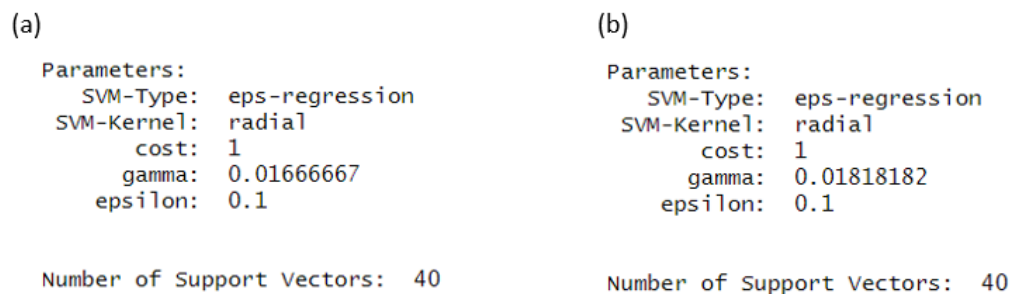 (a)
Parameters:
SVM-Type: eps-regression
SVM-Kernel: radial
cost: 1
gamma: 0.01666667
epsilon: 0.1
Number of Support Vectors: 40
(b)
Parameters:
SVM-Type: eps-regression
SVM-Kernel: radial
cost: 1
gamma: 0.01818182
epsilon: 0.1
Number of Support Vectors: 40